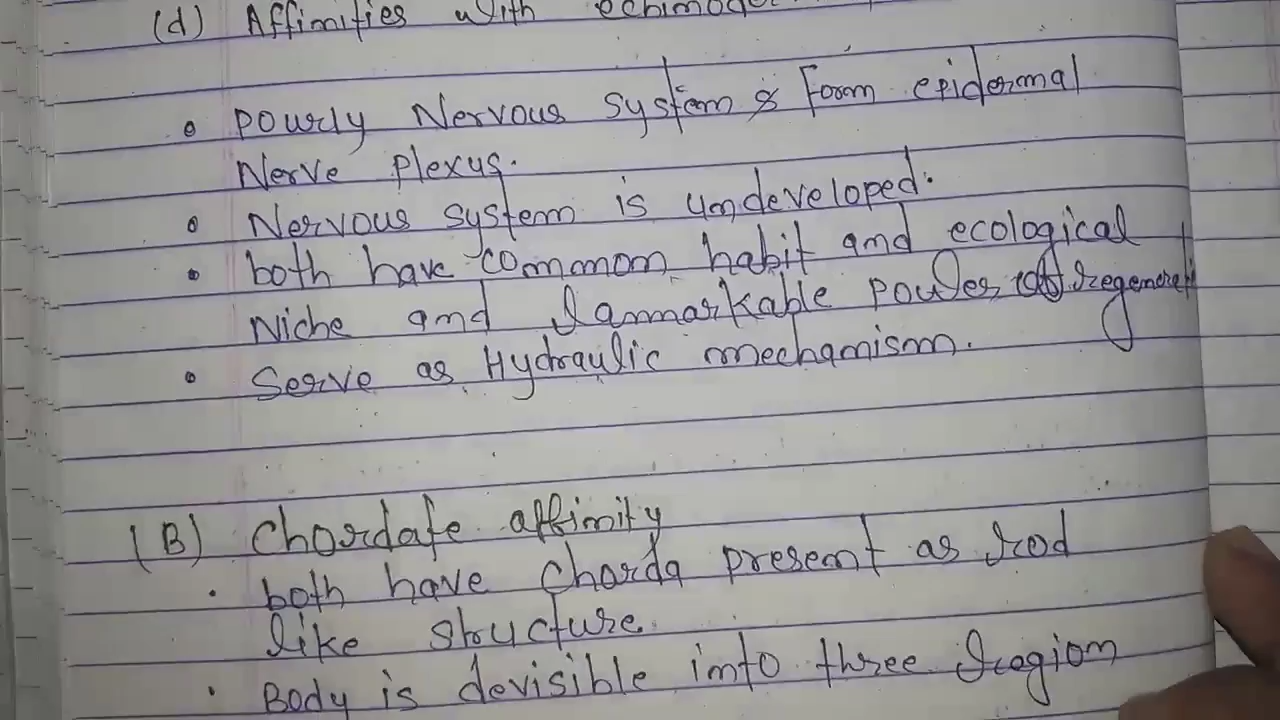 (d) Affinities with
• Pourly Nervous system & Form epidermal
Nerve Plexus.
• Nervous system is undeveloped.
• both have common habit and ecological
Niche and power of
• Serve as Hydraulic mechanism.
(B) Chordate affinity
• both have Chorda present as rod
like structure.
• Body is devisible into three region